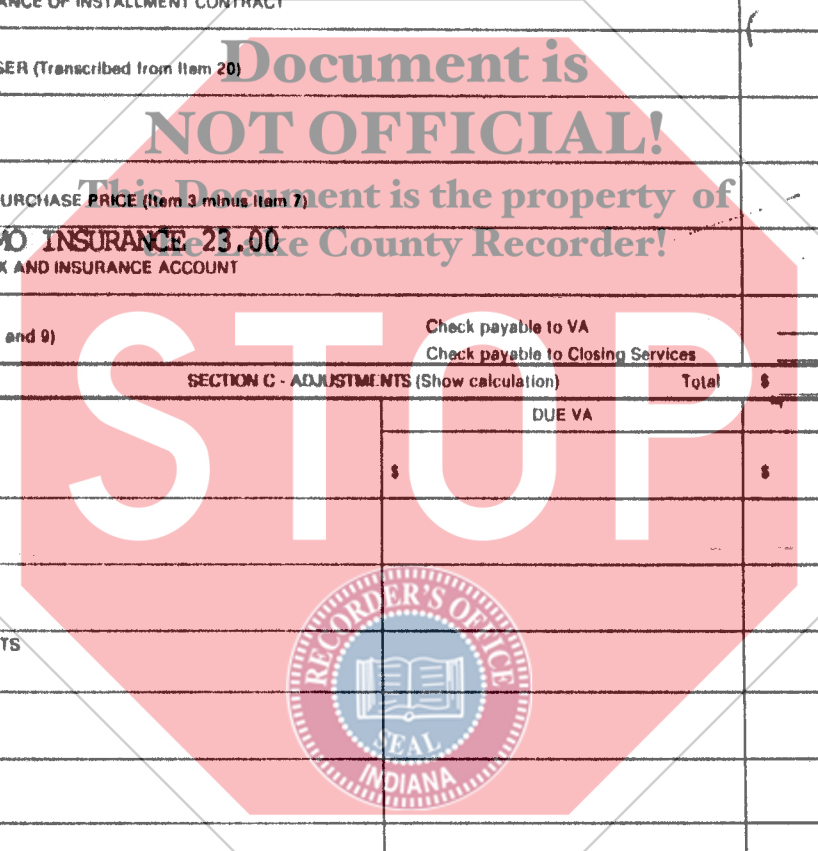 ANCE OF INSTALLMENT CONTRACT
SER (Transcribed from Item 20)
Document is
NOT OFFICIAL!
This Document is the property of
the Lake County Recorder!
URCHASE PRICE (Item 3 minus Item 7)
MO INSURANCE 23.00
X AND INSURANCE ACCOUNT
and 9)
Check payable to VA
Check payable to Closing Services
SECTION C - ADJUSTMENTS (Show calculation) Total $
DUE VA
$ $
STOP
TS
RECORDER'S OFFICE
SEAL
INDIANA